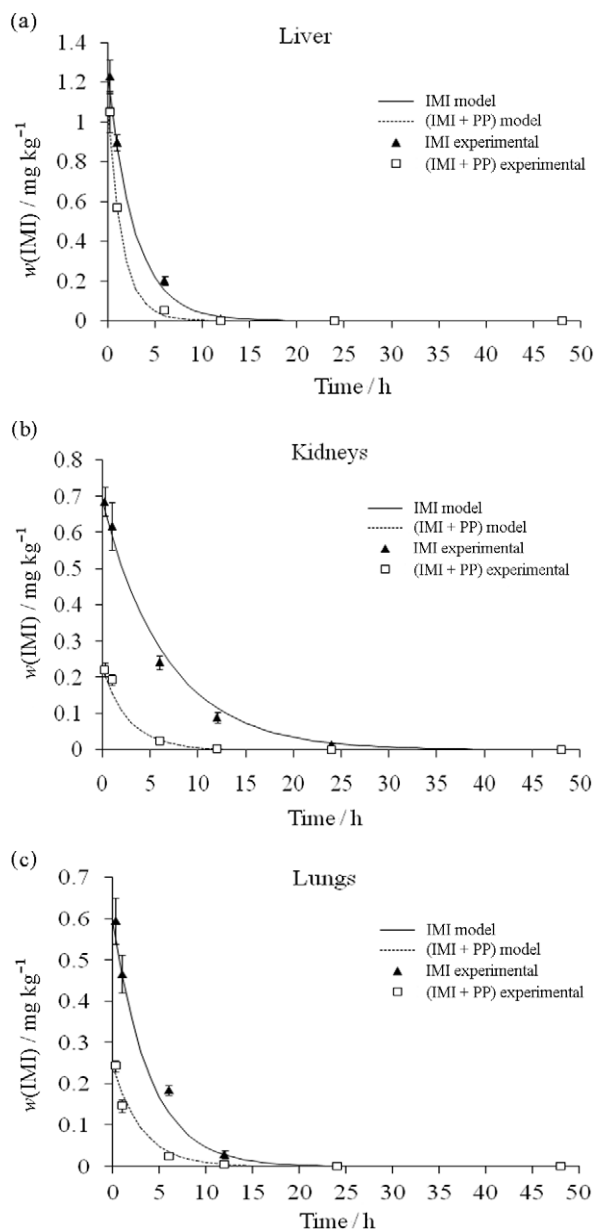 (a)
Liver
1.4
1.2
1
0.8
0.6
0.4
0.2
0
w(IMI) / mg kg⁻¹
IMI model
(IMI + PP) model
IMI experimental
(IMI + PP) experimental
0 5 10 15 20 25 30 35 40 45 50
Time / h
(b)
Kidneys
0.8
0.7
0.6
0.5
0.4
0.3
0.2
0.1
0
w(IMI) / mg kg⁻¹
IMI model
(IMI + PP) model
IMI experimental
(IMI + PP) experimental
0 5 10 15 20 25 30 35 40 45 50
Time / h
(c)
Lungs
0.7
0.6
0.5
0.4
0.3
0.2
0.1
0
w(IMI) / mg kg⁻¹
IMI model
(IMI + PP) model
IMI experimental
(IMI + PP) experimental
0 5 10 15 20 25 30 35 40 45 50
Time / h